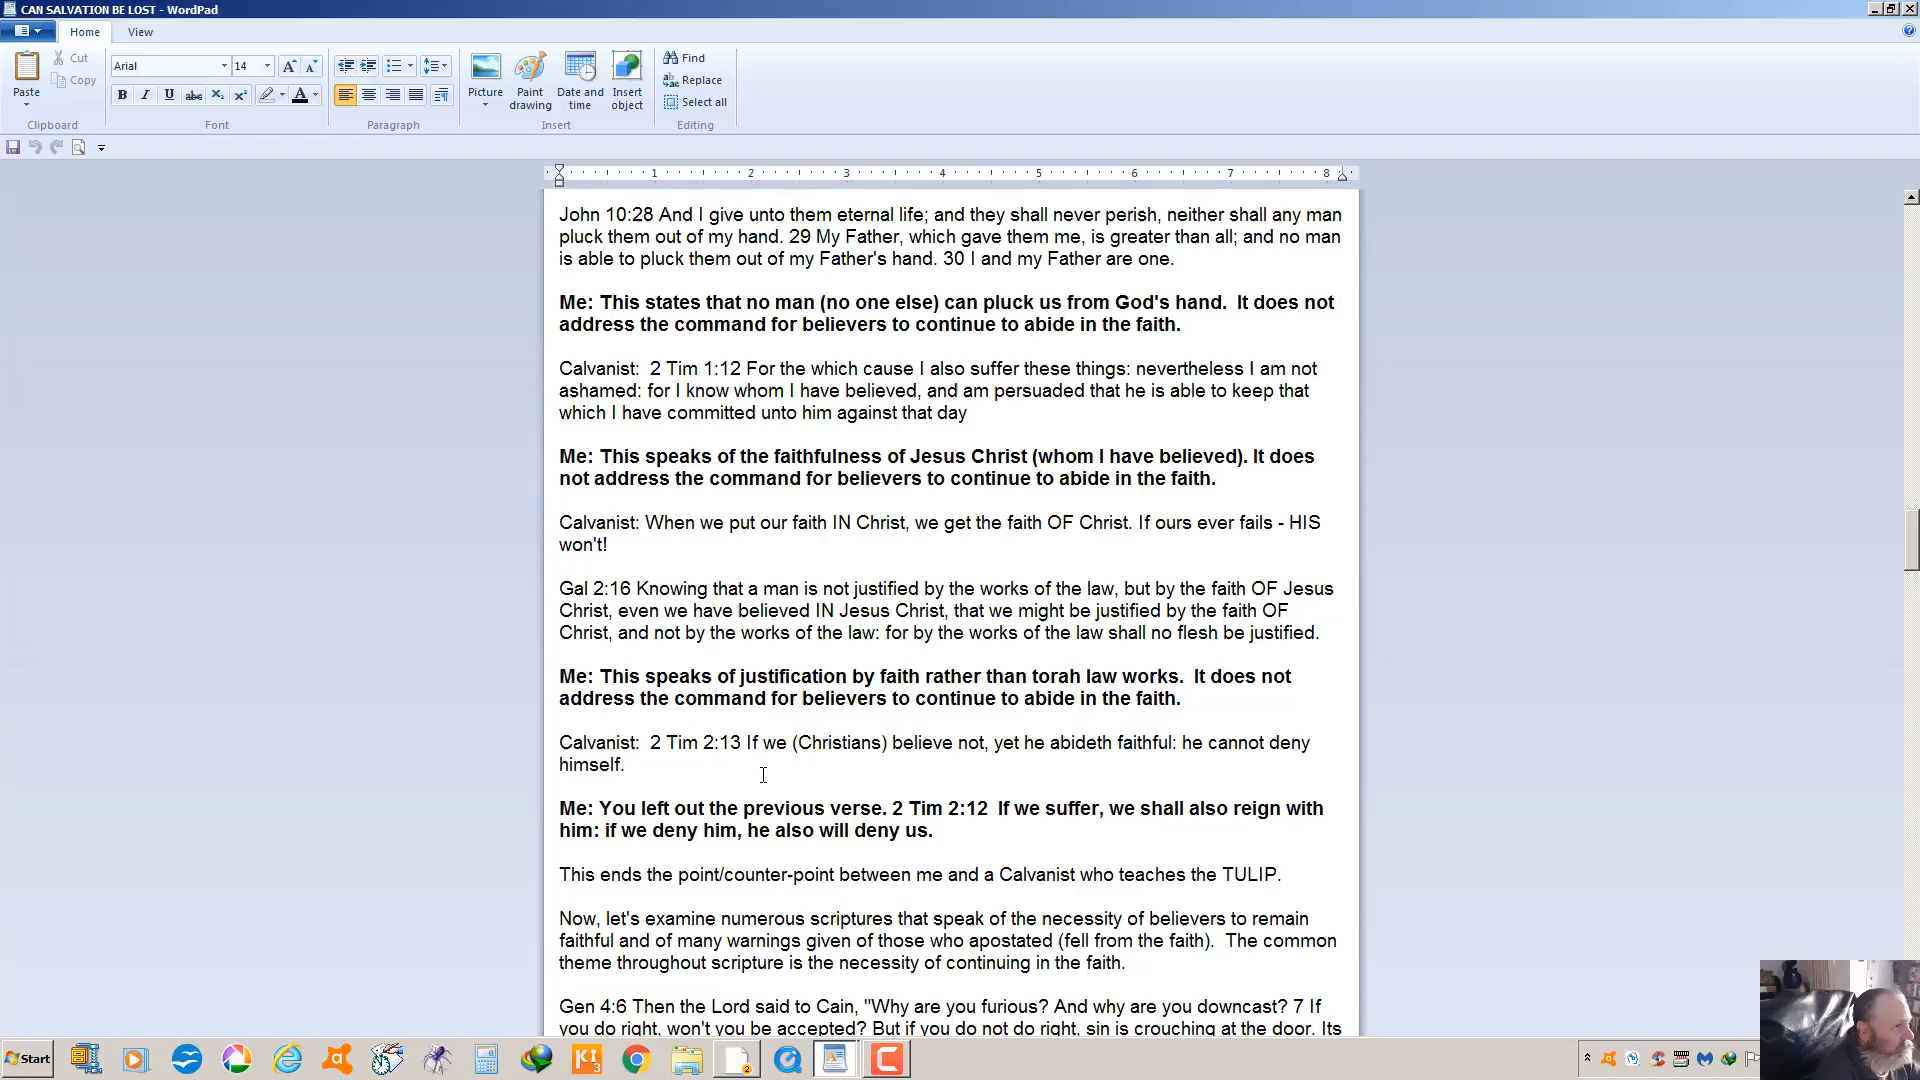 CAN SALVATION BE LOST - WordPad
Home
View
Paste
Cut
Copy
Clipboard
Arial
14
Font
Paragraph
Picture
Paint drawing
Date and time
Insert object
Insert
Find
Replace
Select all
Editing
1 2 3 4 5 6 7 8
John 10:28 And I give unto them eternal life; and they shall never perish, neither shall any man
pluck them out of my hand. 29 My Father, which gave them me, is greater than all; and no man
is able to pluck them out of my Father's hand. 30 I and my Father are one.
Me: This states that no man (no one else) can pluck us from God's hand.  It does not
address the command for believers to continue to abide in the faith.
Calvanist:  2 Tim 1:12 For the which cause I also suffer these things: nevertheless I am not
ashamed: for I know whom I have believed, and am persuaded that he is able to keep that
which I have committed unto him against that day
Me: This speaks of the faithfulness of Jesus Christ (whom I have believed). It does
not address the command for believers to continue to abide in the faith.
Calvanist: When we put our faith IN Christ, we get the faith OF Christ. If ours ever fails - HIS
won't!
Gal 2:16 Knowing that a man is not justified by the works of the law, but by the faith OF Jesus
Christ, even we have believed IN Jesus Christ, that we might be justified by the faith OF
Christ, and not by the works of the law: for by the works of the law shall no flesh be justified.
Me: This speaks of justification by faith rather than torah law works.  It does not
address the command for believers to continue to abide in the faith.
Calvanist:  2 Tim 2:13 If we (Christians) believe not, yet he abideth faithful: he cannot deny
himself.
Me: You left out the previous verse. 2 Tim 2:12  If we suffer, we shall also reign with
him: if we deny him, he also will deny us.
This ends the point/counter-point between me and a Calvanist who teaches the TULIP.
Now, let's examine numerous scriptures that speak of the necessity of believers to remain
faithful and of many warnings given of those who apostated (fell from the faith).  The common
theme throughout scripture is the necessity of continuing in the faith.
Gen 4:6 Then the Lord said to Cain, "Why are you furious? And why are you downcast? 7 If
you do right, won't you be accepted? But if you do not do right, sin is crouching at the door. Its
Start